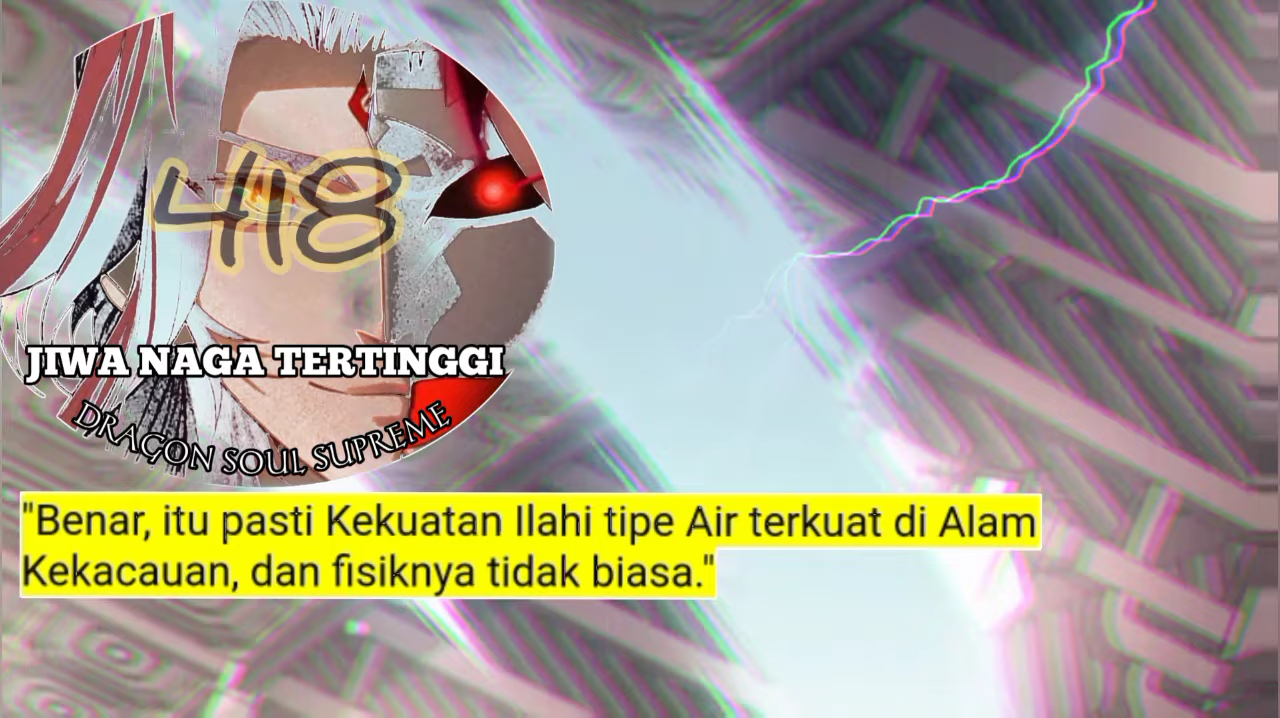 418
JIWA NAGA TERTINGGI
DRAGON SOUL SUPREME
"Benar, itu pasti Kekuatan Ilahi tipe Air terkuat di Alam
Kekacauan, dan fisiknya tidak biasa."